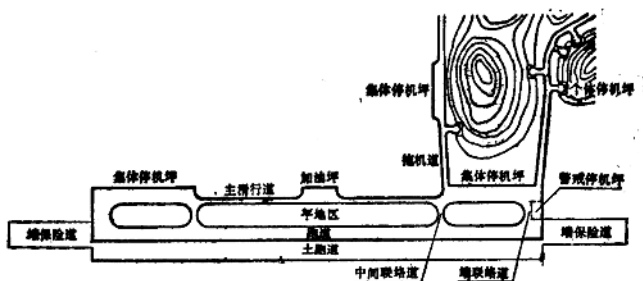 集体停机坪
个体停机坪
拖机道
集体停机坪
加油坪
集体停机坪
警戒停机坪
主滑行道
平地区
跑道
端保险道
端保险道
土跑道
中间联络道
端联络道